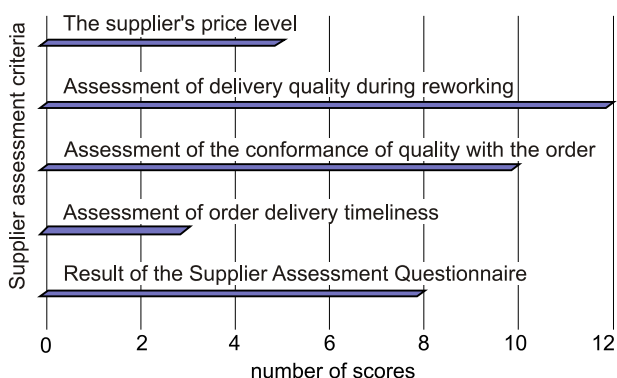 Supplier assessment criteria
The supplier's price level
Assessment of delivery quality during reworking
Assessment of the conformance of quality with the order
Assessment of order delivery timeliness
Result of the Supplier Assessment Questionnaire
0 2 4 6 8 10 12
number of scores